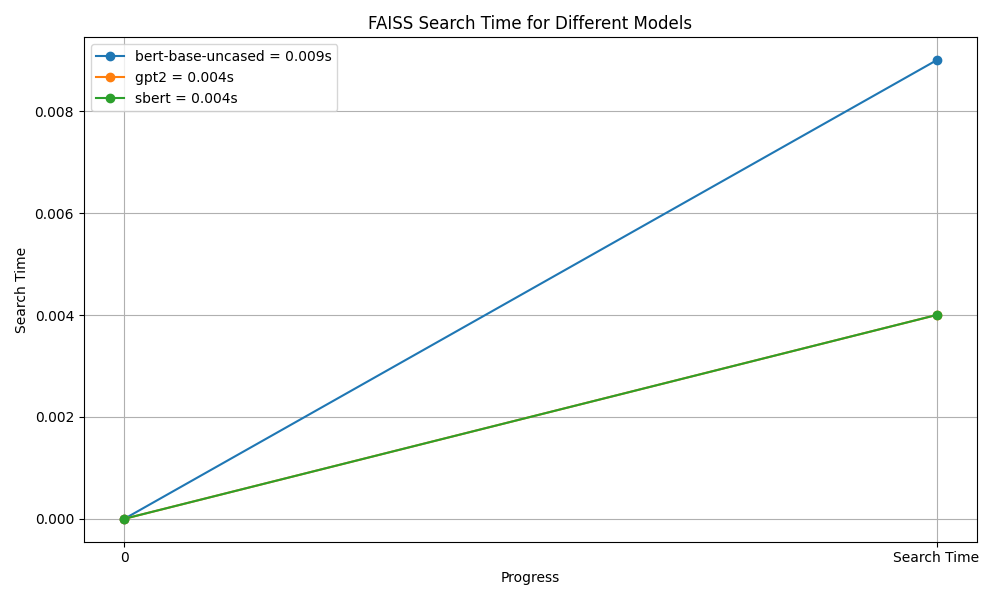 FAISS Search Time for Different Models
bert-base-uncased = 0.009s
gpt2 = 0.004s
sbert = 0.004s
Search Time
0.008
0.006
0.004
0.002
0.000
0
Search Time
Progress